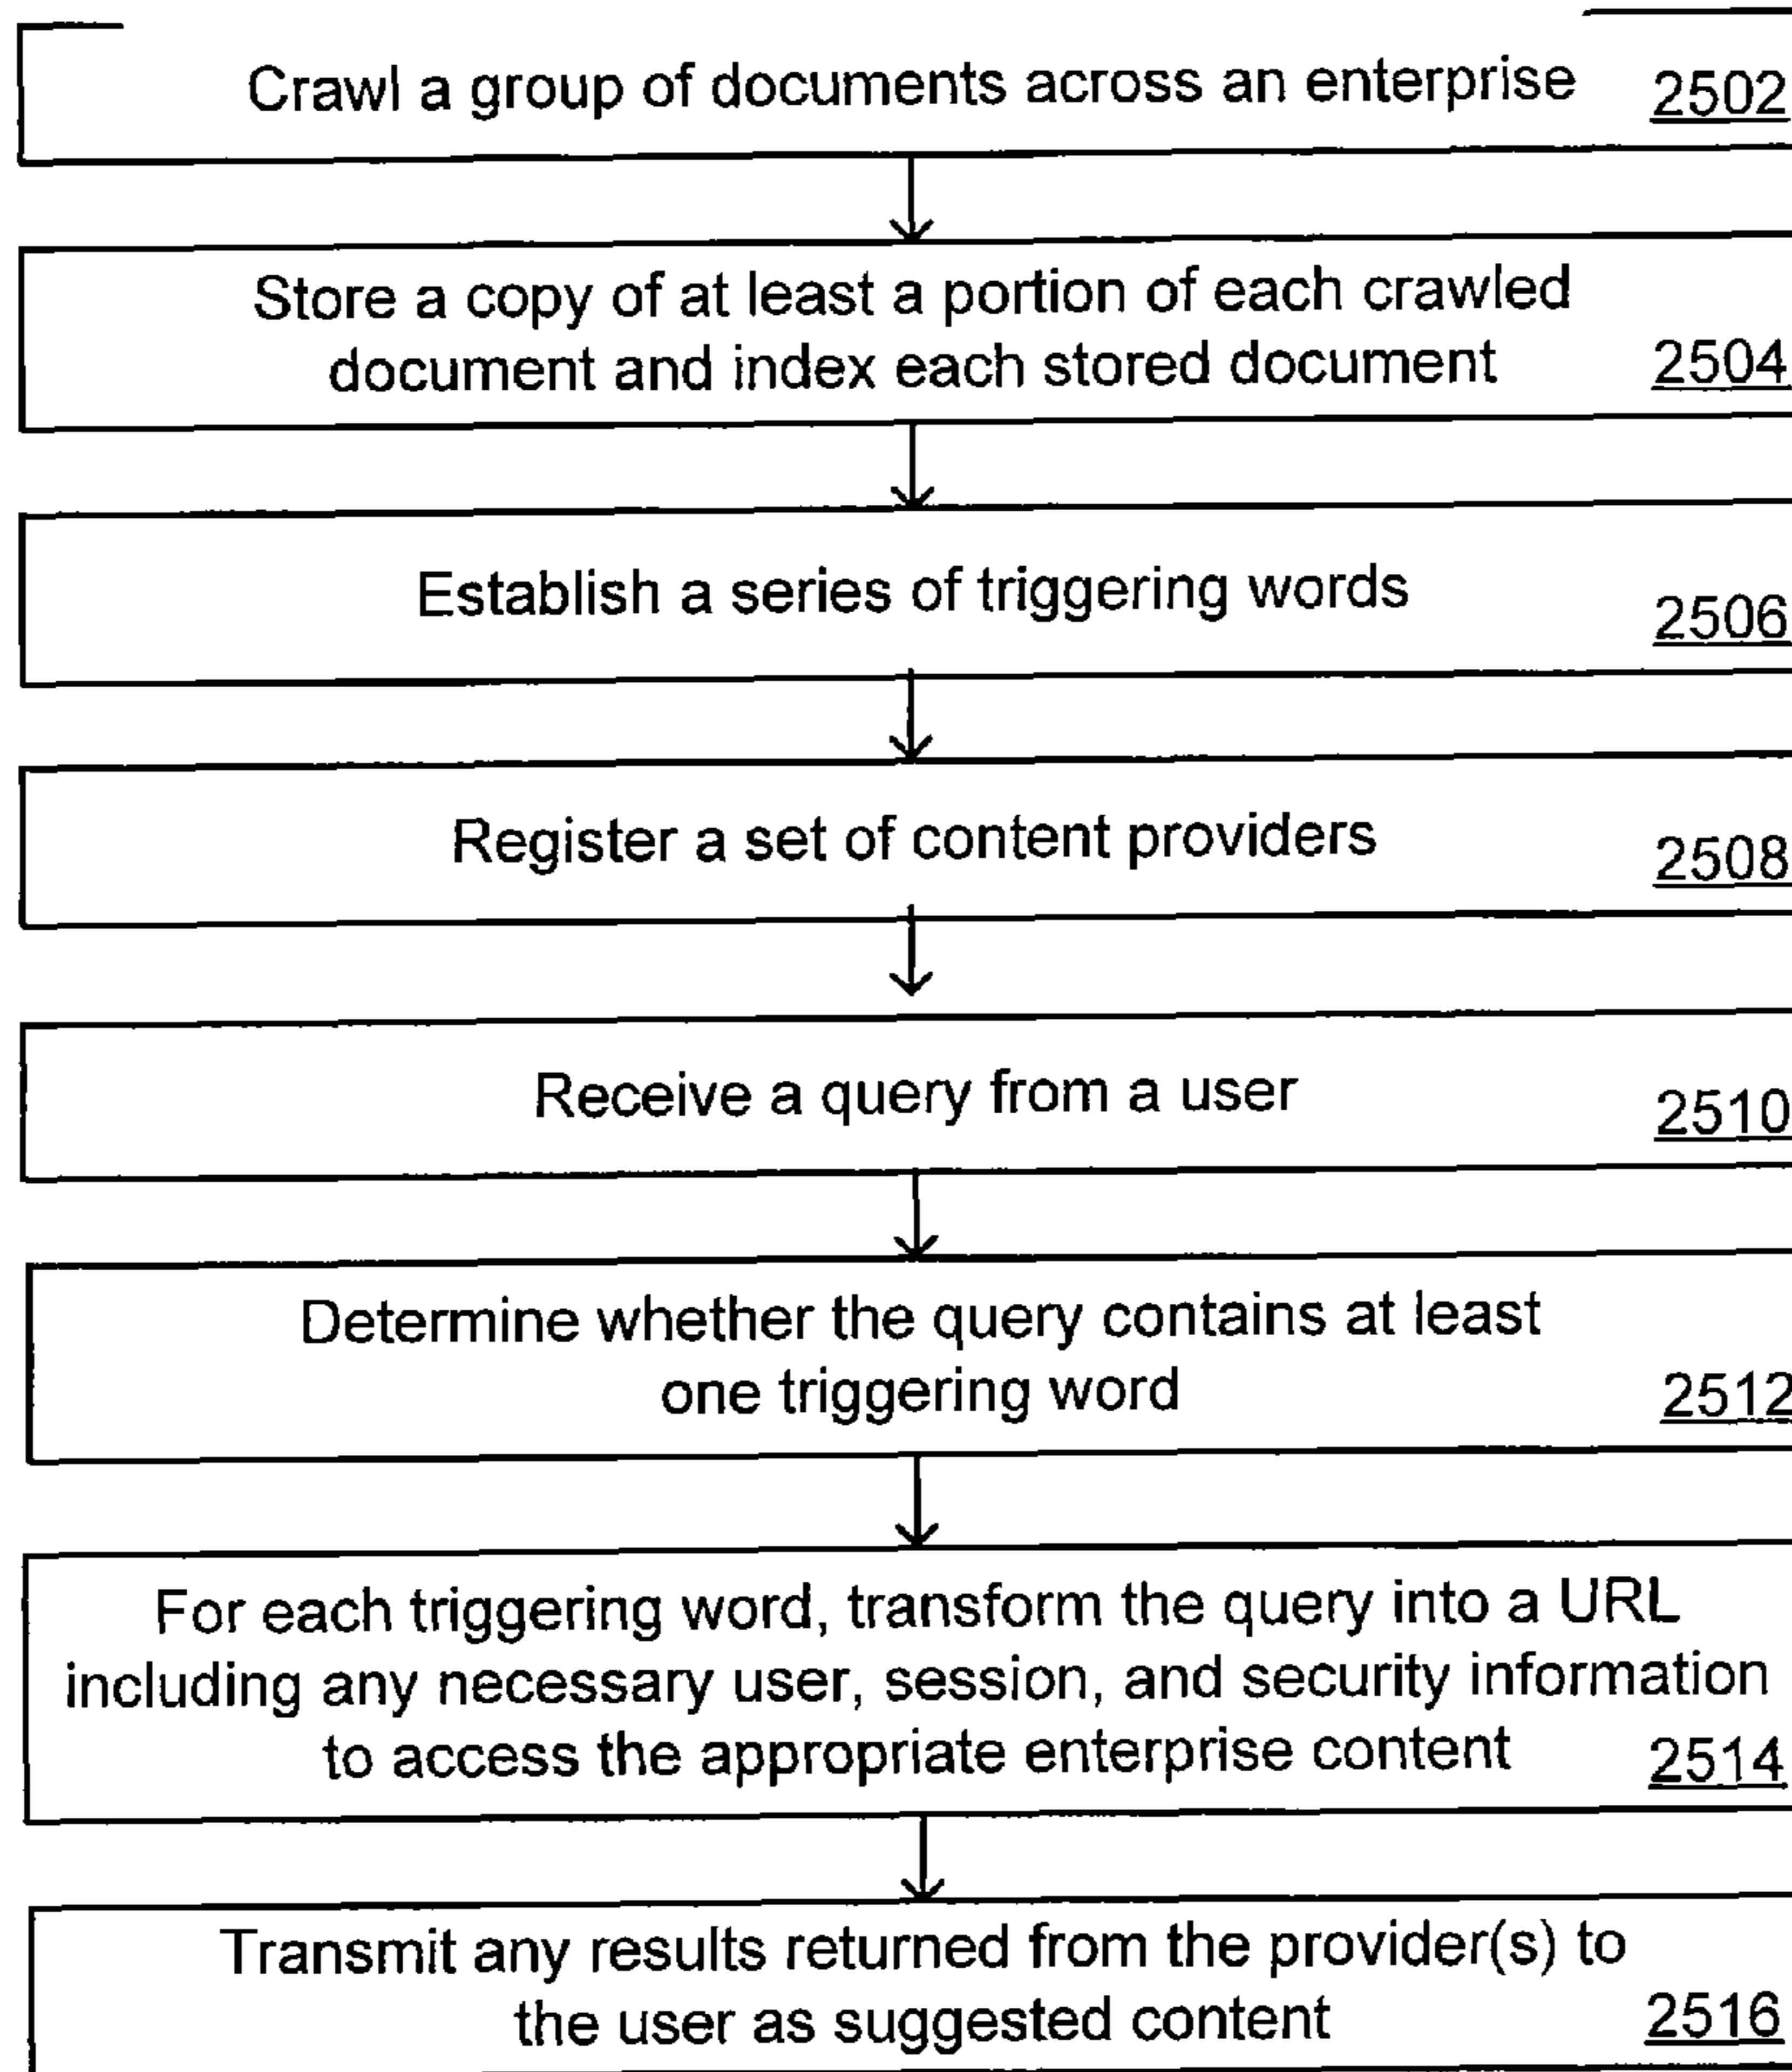 Crawl a group of documents across an enterprise 2502
Store a copy of at least a portion of each crawled
document and index each stored document 2504
Establish a series of triggering words 2506
Register a set of content providers 2508
Receive a query from a user 2510
Determine whether the query contains at least
one triggering word 2512
For each triggering word, transform the query into a URL
including any necessary user, session, and security information
to access the appropriate enterprise content 2514
Transmit any results returned from the provider(s) to
the user as suggested content 2516